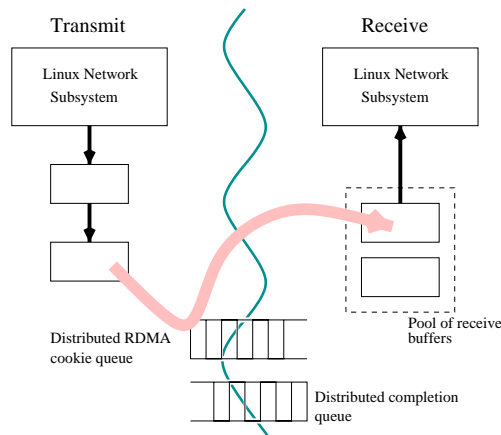 Transmit
Receive
Linux Network
Subsystem
Linux Network
Subsystem
Distributed RDMA
cookie queue
Pool of receive
buffers
Distributed completion
queue